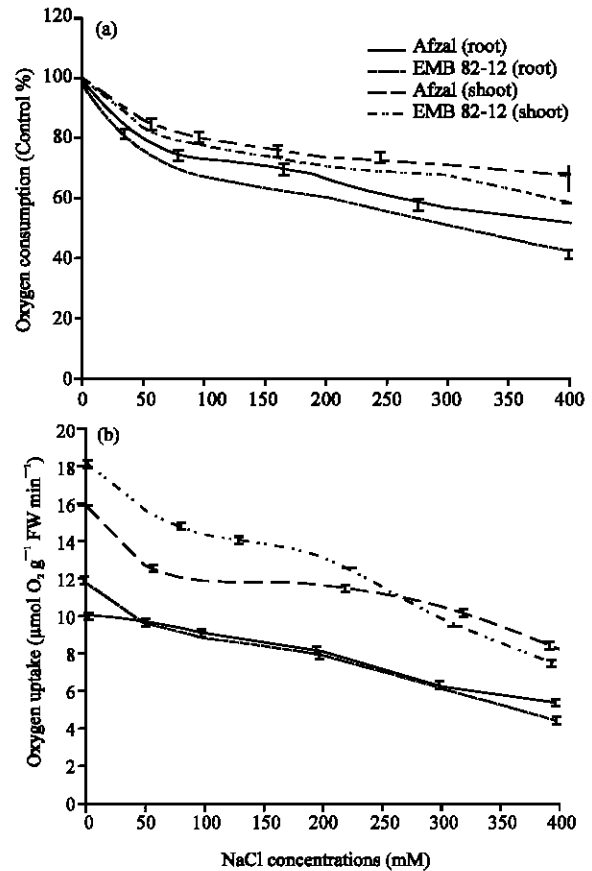 (a)
Afzal (root)
EMB 82-12 (root)
Afzal (shoot)
EMB 82-12 (shoot)
Oxygen consumption (Control %)
120
100
80
60
40
20
0
0 50 100 150 200 250 300 350 400
(b)
Oxygen uptake (µmol O₂ g⁻¹ FW min⁻¹)
20
18
16
14
12
10
8
6
4
2
0
0 50 100 150 200 250 300 350 400
NaCl concentrations (mM)